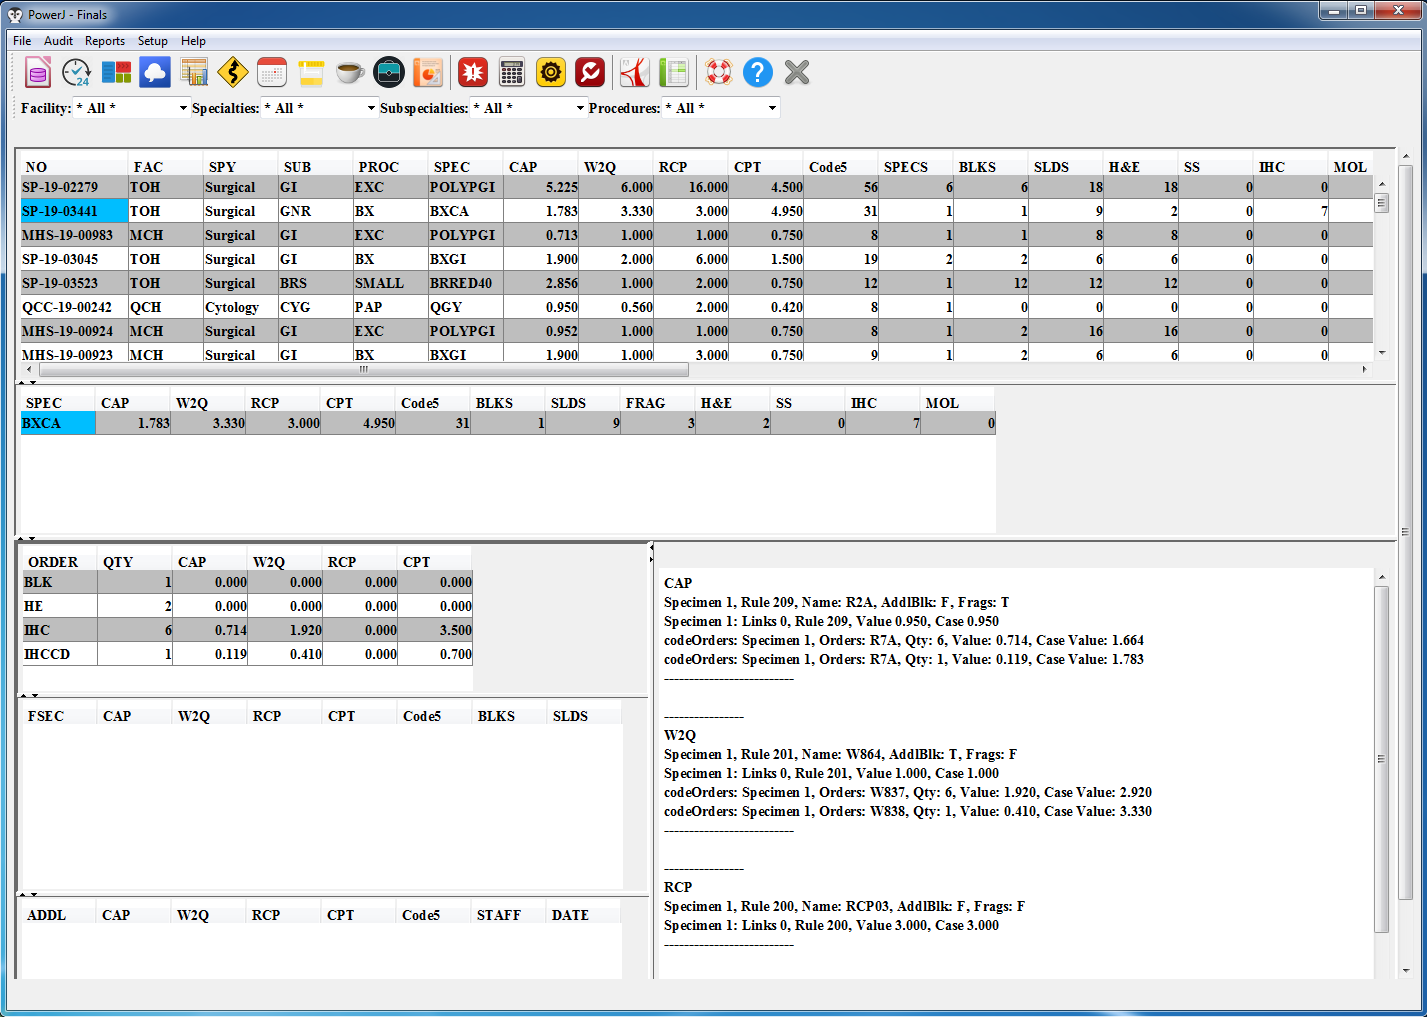 PowerJ - Finals
File Audit Reports Setup Help
24
Facility: * All * Specialties: * All * Subspecialties: * All * Procedures: * All *
NO FAC SPY SUB PROC SPEC CAP W2Q RCP CPT Code5 SPECS BLKS SLDS H&E SS IHC MOL
SP-19-02279 TOH Surgical GI EXC POLYPGI 5.225 6.000 16.000 4.500 56 6 6 18 18 0 0
SP-19-03441 TOH Surgical GNR BX BXCA 1.783 3.330 3.000 4.950 31 1 1 9 2 0 7
MHS-19-00983 MCH Surgical GI EXC POLYPGI 0.713 1.000 1.000 0.750 8 1 1 8 8 0 0
SP-19-03045 TOH Surgical GI BX BXGI 1.900 2.000 6.000 1.500 19 2 2 6 6 0 0
SP-19-03523 TOH Surgical BRS SMALL BRRED40 2.856 1.000 2.000 0.750 12 1 12 12 12 0 0
QCC-19-00242 QCH Cytology CYG PAP QGY 0.950 0.560 2.000 0.420 8 1 0 0 0 0 0
MHS-19-00924 MCH Surgical GI EXC POLYPGI 0.952 1.000 1.000 0.750 8 1 2 16 16 0 0
MHS-19-00923 MCH Surgical GI BX BXGI 1.900 1.000 3.000 0.750 9 1 2 6 6 0 0
SPEC CAP W2Q RCP CPT Code5 BLKS SLDS FRAG H&E SS IHC MOL
BXCA 1.783 3.330 3.000 4.950 31 1 9 3 2 0 7 0
ORDER QTY CAP W2Q RCP CPT
BLK 1 0.000 0.000 0.000 0.000
HE 2 0.000 0.000 0.000 0.000
IHC 6 0.714 1.920 0.000 3.500
IHCCD 1 0.119 0.410 0.000 0.700
FSEC CAP W2Q RCP CPT Code5 BLKS SLDS
ADDL CAP W2Q RCP CPT Code5 STAFF DATE
CAP
Specimen 1, Rule 209, Name: R2A, AddlBlk: F, Frags: T
Specimen 1: Links 0, Rule 209, Value 0.950, Case 0.950
codeOrders: Specimen 1, Orders: R7A, Qty: 6, Value: 0.714, Case Value: 1.664
codeOrders: Specimen 1, Orders: R7A, Qty: 1, Value: 0.119, Case Value: 1.783
--------------------------
----------------
W2Q
Specimen 1, Rule 201, Name: W864, AddlBlk: T, Frags: F
Specimen 1: Links 0, Rule 201, Value 1.000, Case 1.000
codeOrders: Specimen 1, Orders: W837, Qty: 6, Value: 1.920, Case Value: 2.920
codeOrders: Specimen 1, Orders: W838, Qty: 1, Value: 0.410, Case Value: 3.330
--------------------------
----------------
RCP
Specimen 1, Rule 200, Name: RCP03, AddlBlk: F, Frags: F
Specimen 1: Links 0, Rule 200, Value 3.000, Case 3.000
--------------------------